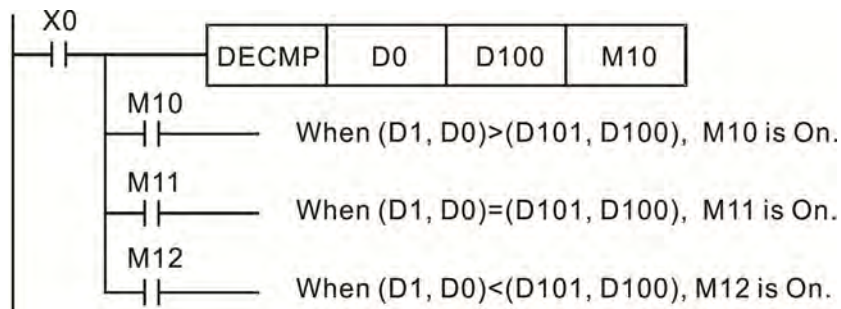 X0
DECMP D0 D100 M10
M10
When (D1, D0)>(D101, D100), M10 is On.
M11
When (D1, D0)=(D101, D100), M11 is On.
M12
When (D1, D0)<(D101, D100), M12 is On.